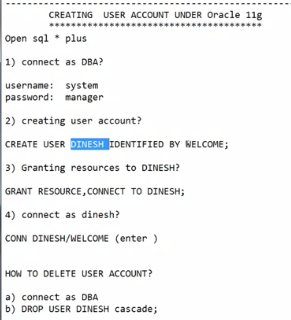 ------------------------------------------------------
CREATING  USER ACCOUNT UNDER Oracle 11g
***************************************
Open sql * plus
1) connect as DBA?
username:  system
password:  manager
2) creating user account?
CREATE USER DINESH IDENTIFIED BY WELCOME;
3) Granting resources to DINESH?
GRANT RESOURCE,CONNECT TO DINESH;
4) connect as dinesh?
CONN DINESH/WELCOME (enter )
HOW TO DELETE USER ACCOUNT?
a) connect as DBA
b) DROP USER DINESH cascade;